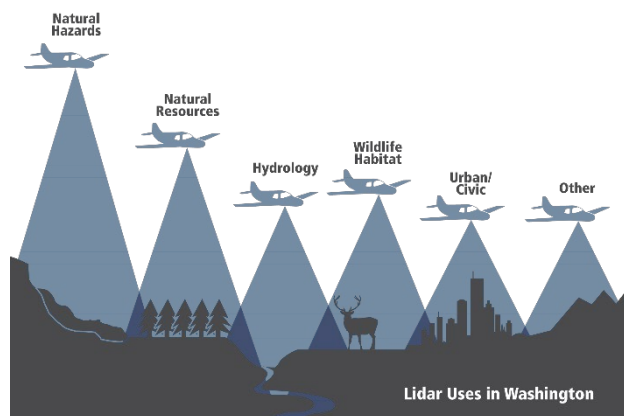 Natural
Hazards
Natural
Resources
Hydrology
Wildlife
Habitat
Urban/
Civic
Other
Lidar Uses in Washington